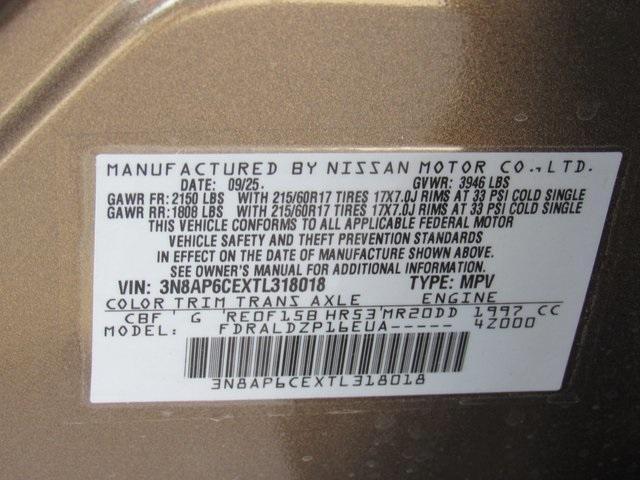 MANUFACTURED BY NISSAN MOTOR CO., LTD.
DATE: 09/25. GVWR: 3946 LBS
GAWR FR: 2150 LBS WITH 215/60R17 TIRES 17X7.0J RIMS AT 33 PSI COLD SINGLE
GAWR RR: 1808 LBS WITH 215/60R17 TIRES 17X7.0J RIMS AT 33 PSI COLD SINGLE
THIS VEHICLE CONFORMS TO ALL APPLICABLE FEDERAL MOTOR
VEHICLE SAFETY AND THEFT PREVENTION STANDARDS
IN EFFECT ON THE DATE OF MANUFACTURE SHOWN ABOVE.
SEE OWNER'S MANUAL FOR ADDITIONAL INFORMATION.
VIN: 3N8AP6CEXTL318018 TYPE: MPV
COLOR TRIM TRANS AXLE ENGINE
CBF' G 'RE0F15B HR53'MR20DD 1997 CC
MODEL FDRALDZP16EUA----- 4Z000
3N8AP6CEXTL318018